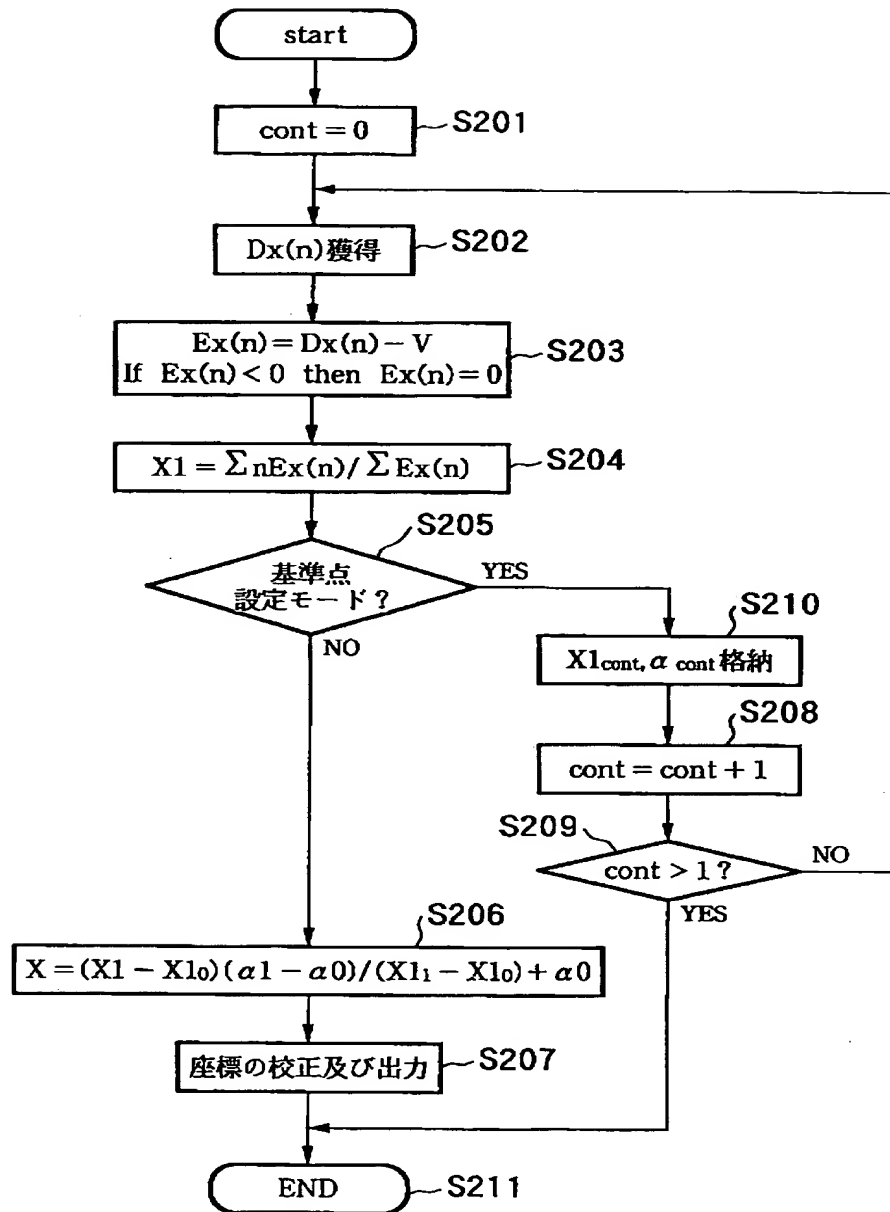 start
cont = 0
S201
Dx(n)獲得
S202
Ex(n) = Dx(n) − V
If Ex(n) < 0 then Ex(n) = 0
S203
X1 = Σ nEx(n) / Σ Ex(n)
S204
S205
基準点
設定モード?
YES
NO
S210
X1cont, α cont 格納
S208
cont = cont + 1
S209
cont > 1 ?
NO
YES
S206
X = (X1 − X1₀)(α1 − α0)/(X1₁ − X1₀) + α0
座標の校正及び出力
S207
END
S211